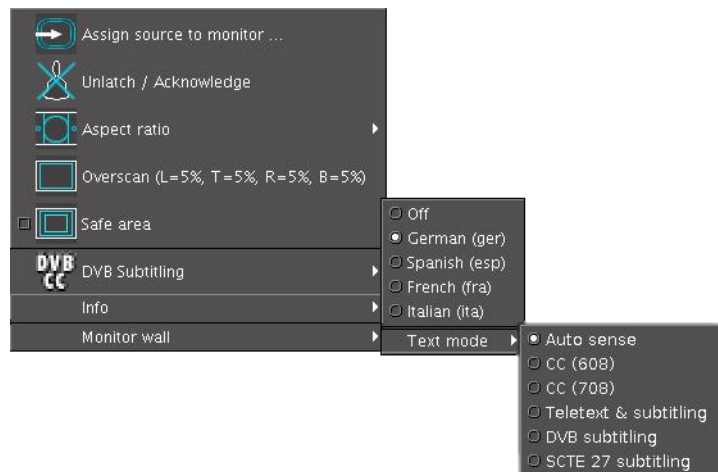 Assign source to monitor ...
Unlatch / Acknowledge
Aspect ratio
Overscan (L=5%, T=5%, R=5%, B=5%)
Safe area
DVB
CC
DVB Subtitling
Info
Monitor wall
Off
German (ger)
Spanish (esp)
French (fra)
Italian (ita)
Text mode
Auto sense
CC (608)
CC (708)
Teletext & subtitling
DVB subtitling
SCTE 27 subtitling